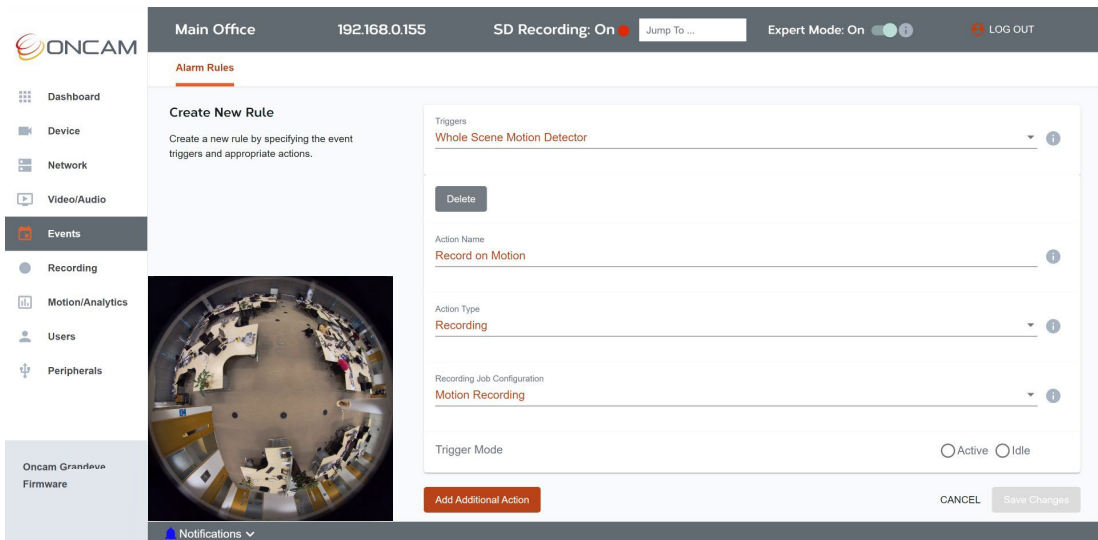 ONCAM
Main Office 192.168.0.155 SD Recording: On Jump To ... Expert Mode: On LOG OUT
Alarm Rules
Dashboard
Device
Network
Video/Audio
Events
Recording
Motion/Analytics
Users
Peripherals
Oncam Grandeye
Firmware
Create New Rule
Create a new rule by specifying the event
triggers and appropriate actions.
Triggers
Whole Scene Motion Detector
Delete
Action Name
Record on Motion
Action Type
Recording
Recording Job Configuration
Motion Recording
Trigger Mode Active Idle
Add Additional Action CANCEL Save Changes
Notifications